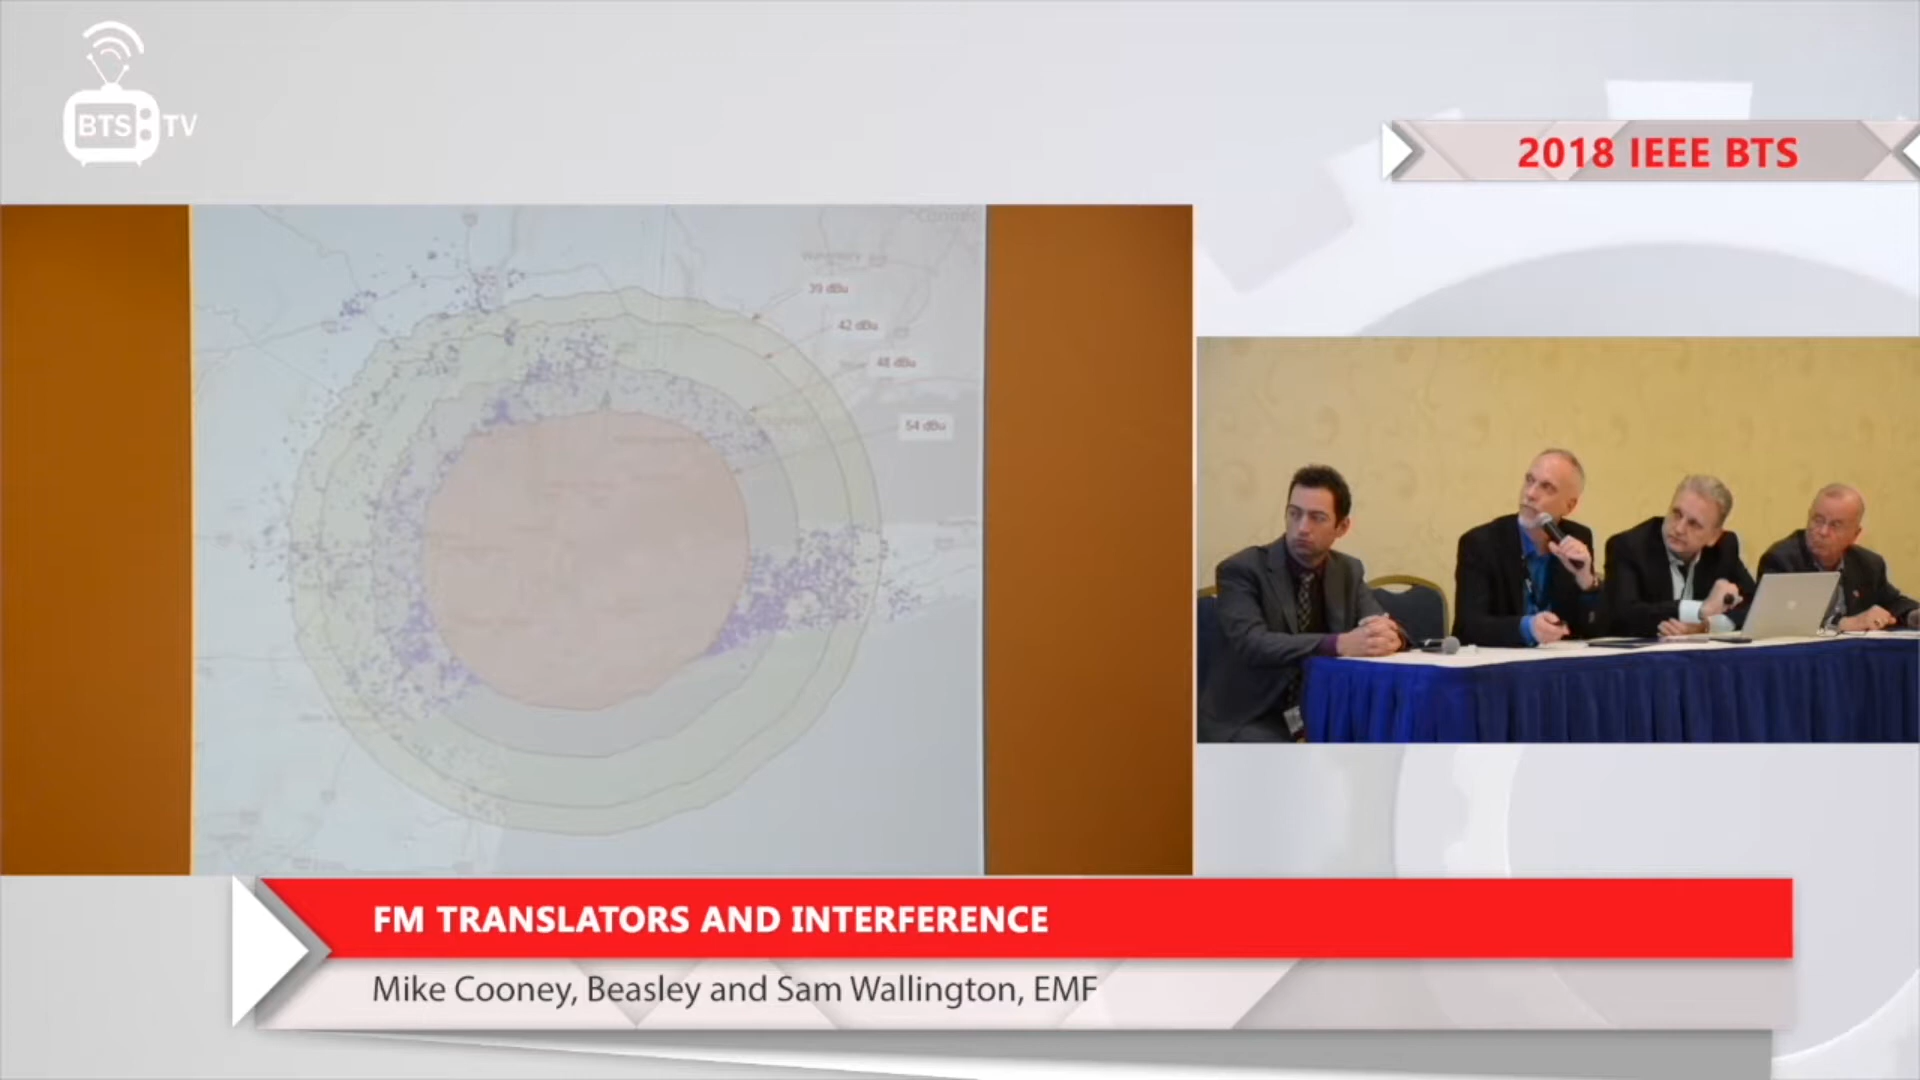 BTS TV
2018 IEEE BTS
39 dBu
42 dBu
48 dBu
54 dBu
FM TRANSLATORS AND INTERFERENCE
Mike Cooney, Beasley and Sam Wallington, EMF